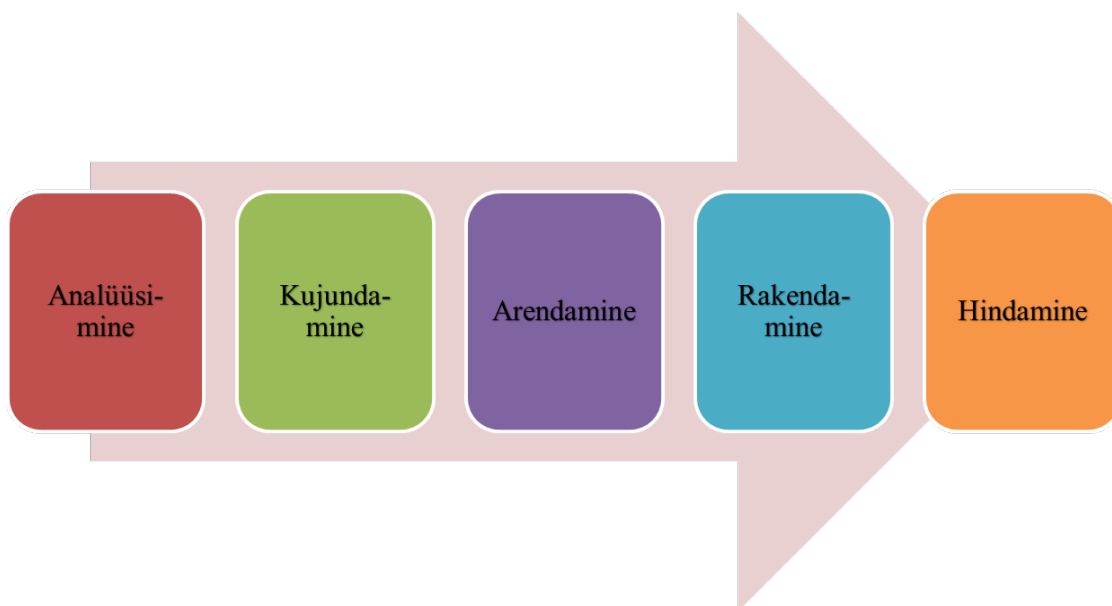 Analüüsi-
mine
Kujunda-
mine
Arendamine
Rakenda-
mine
Hindamine